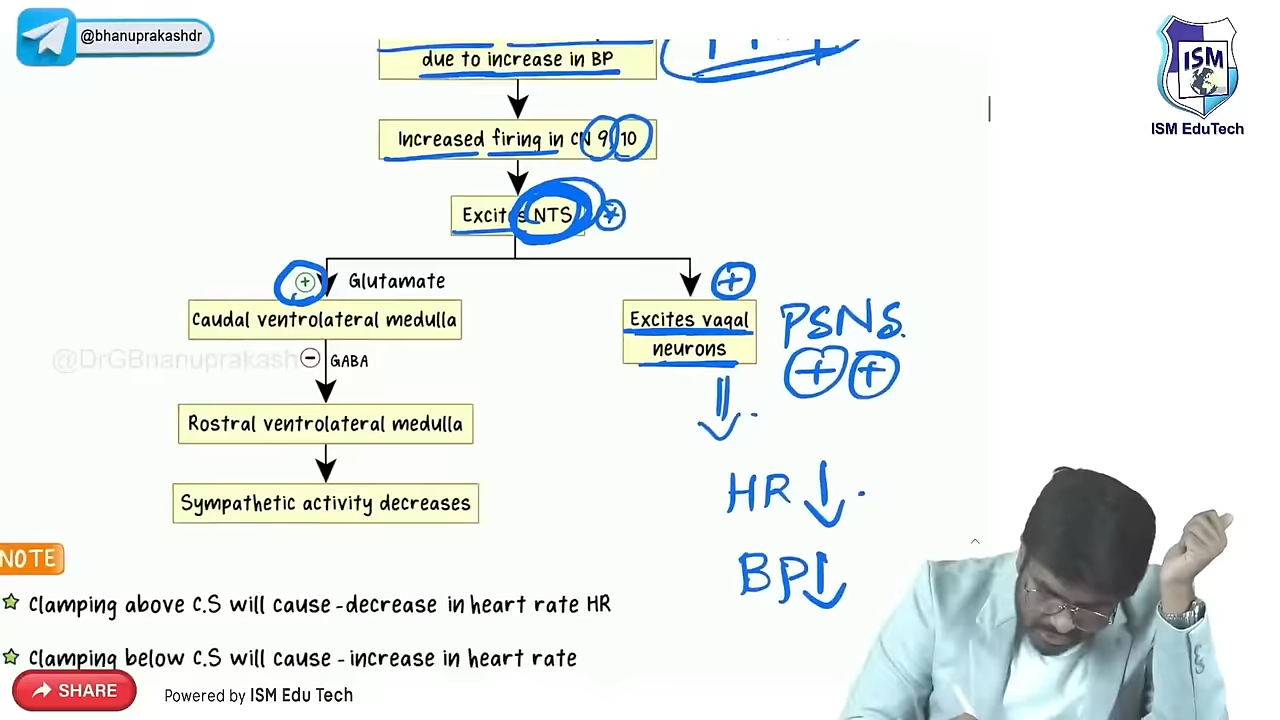 @bhanuprakashdr
ISM
ISM EduTech
due to increase in BP
Increased firing in CN 9, 10
Excites NTS
Glutamate
Caudal ventrolateral medulla
Excites vagal
neurons
PSNS.
@DrGBhanuprakash
GABA
Rostral ventrolateral medulla
HR ↓
Sympathetic activity decreases
BP ↓
NOTE
Clamping above C.S will cause - decrease in heart rate HR
Clamping below C.S will cause - increase in heart rate
SHARE
Powered by ISM Edu Tech